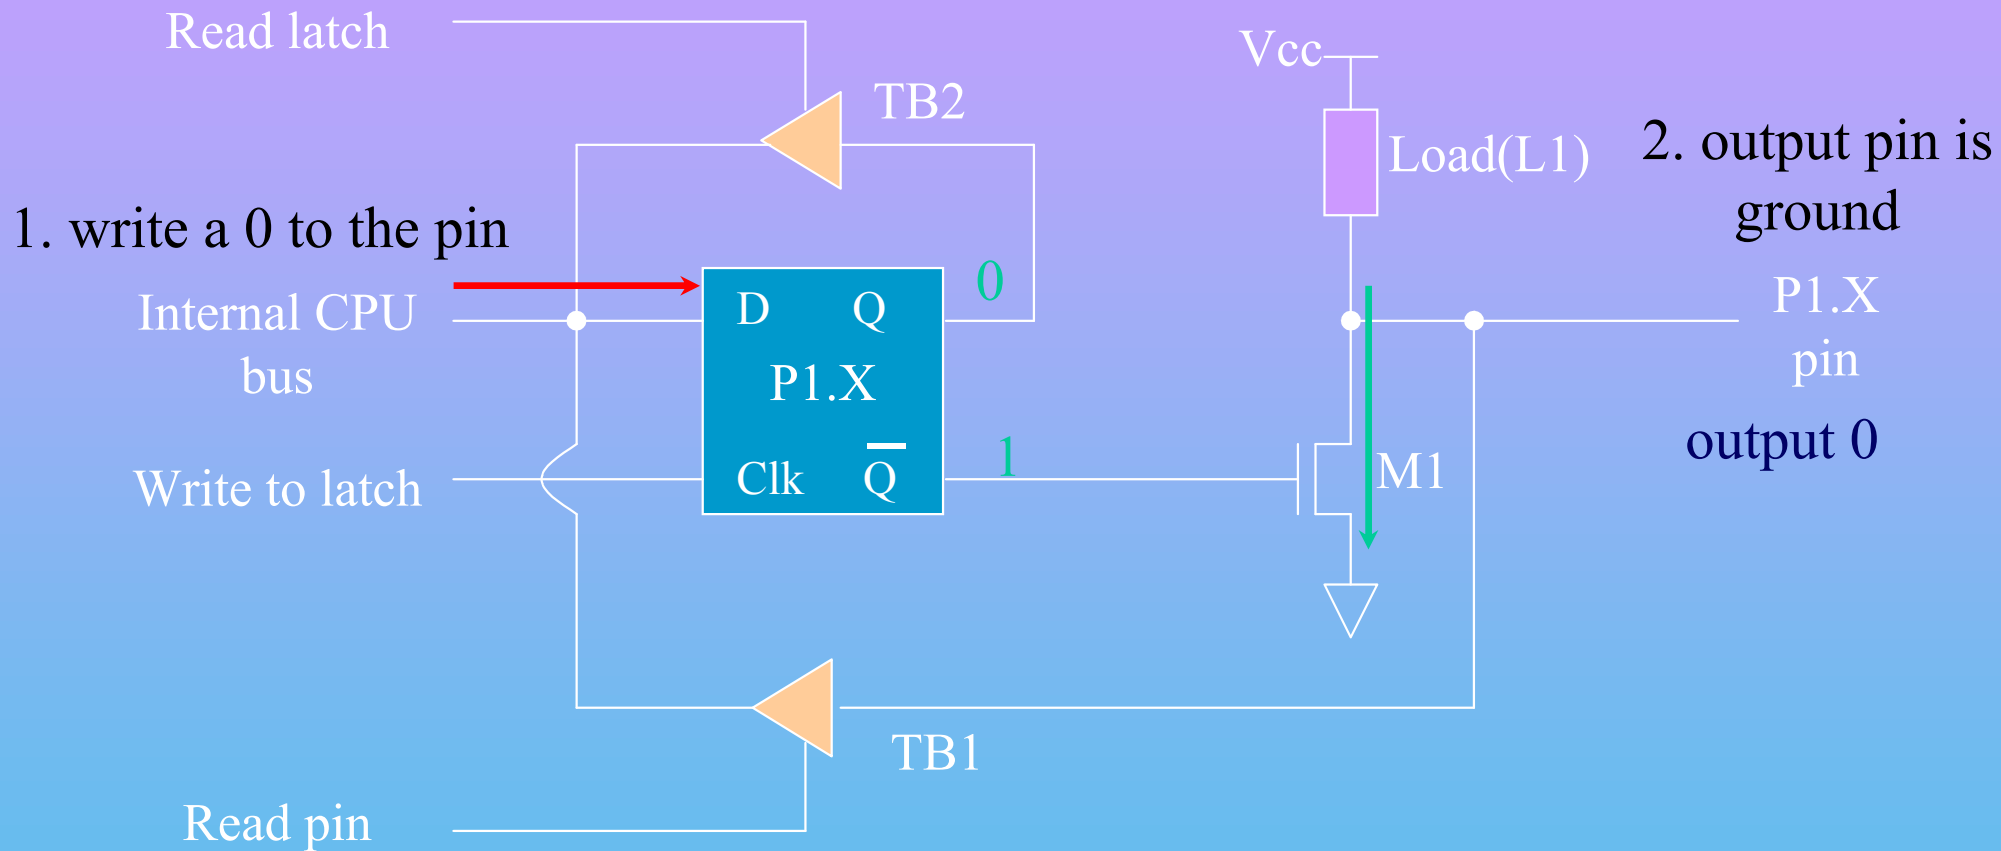 Read latch
Vcc
TB2
Load(L1)
2. output pin is
ground
1. write a 0 to the pin
Internal CPU
bus
D Q
0
P1.X
P1.X
pin
output 0
Write to latch
Clk Q
1
M1
TB1
Read pin